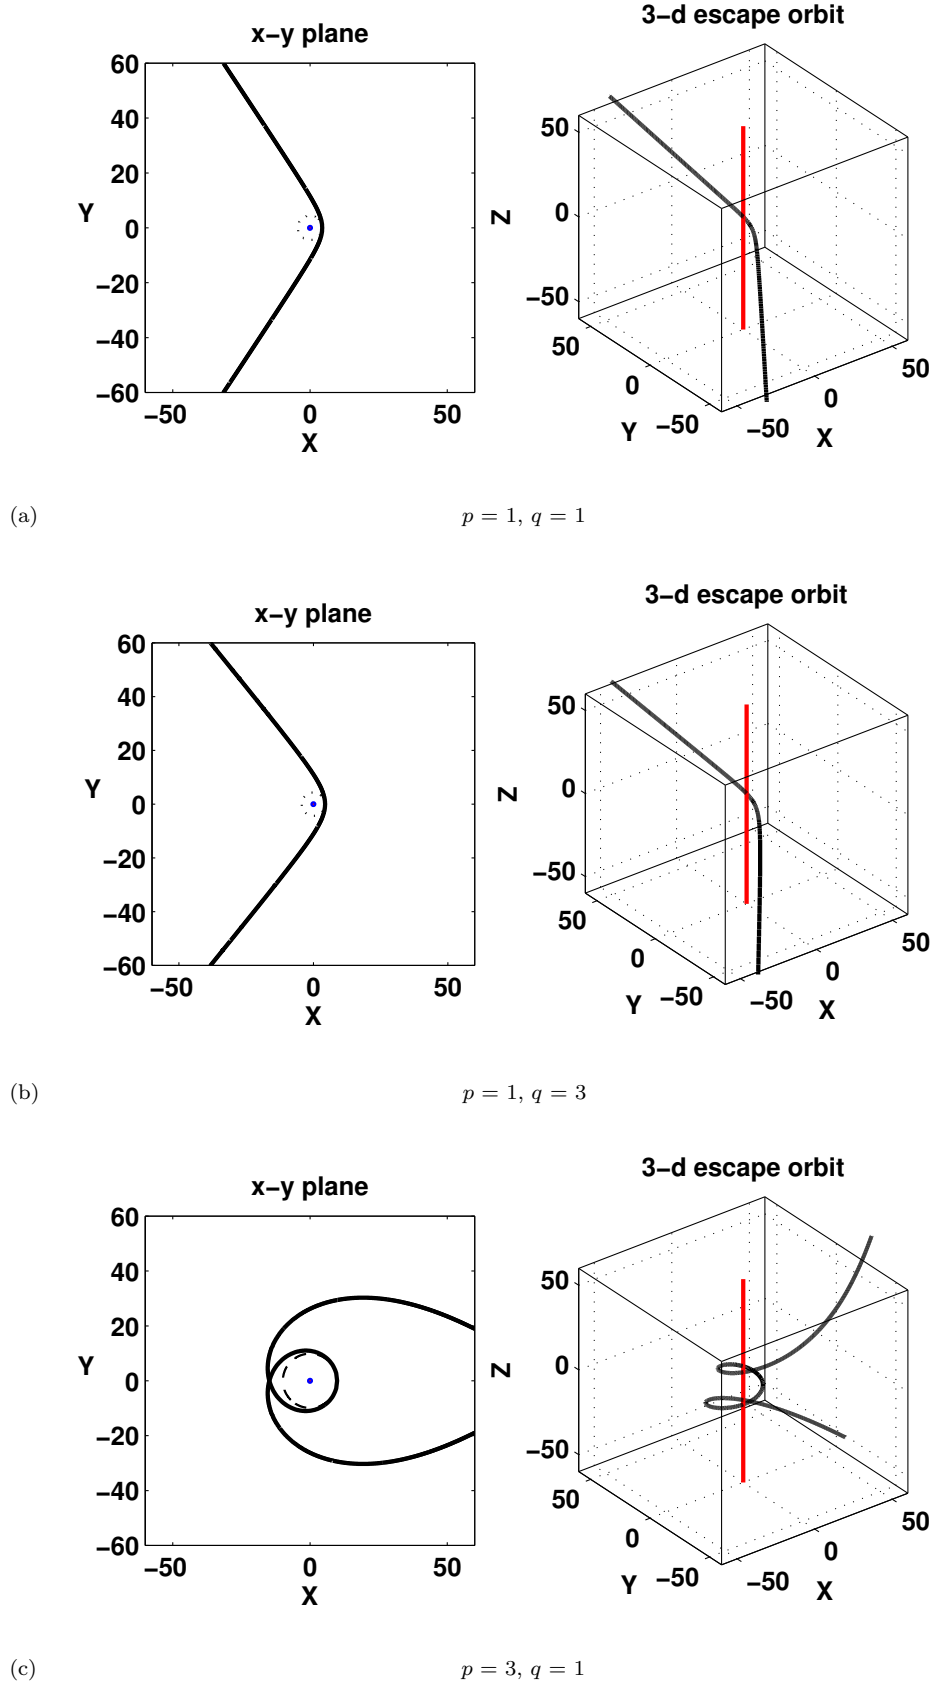 x−y plane
60
40
20
0
−20
−40
−60
Y
−50 0 50
X
3−d escape orbit
50
0
−50
Z
50
0
−50
Y
−50
0
50
X
(a) p = 1, q = 1
x−y plane
60
40
20
0
−20
−40
−60
Y
−50 0 50
X
3−d escape orbit
50
0
−50
Z
50
0
−50
Y
−50
0
50
X
(b) p = 1, q = 3
x−y plane
60
40
20
0
−20
−40
−60
Y
−50 0 50
X
3−d escape orbit
50
0
−50
Z
50
0
−50
Y
−50
0
50
X
(c) p = 3, q = 1